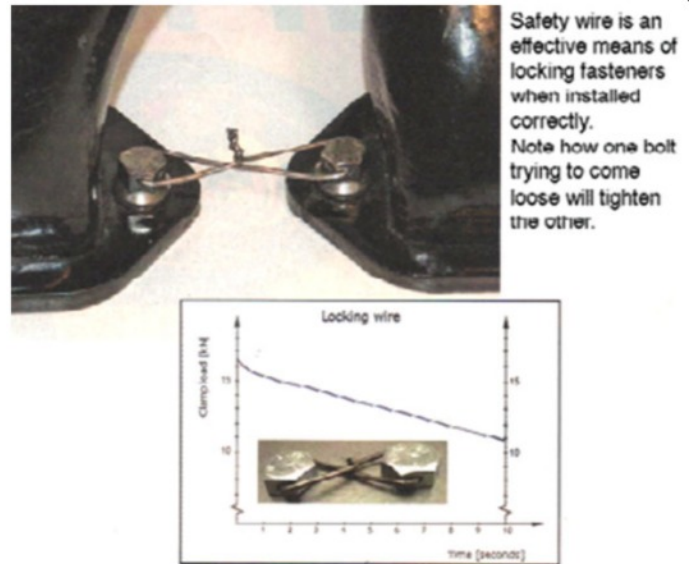 Safety wire is an
effective means of
locking fasteners
when installed
correctly.
Note how one bolt
trying to come
loose will tighten
the other.
Locking wire
Clamp load [kN]
15
10
15
10
1 2 3 4 5 6 7 8 9 10
Time [seconds]